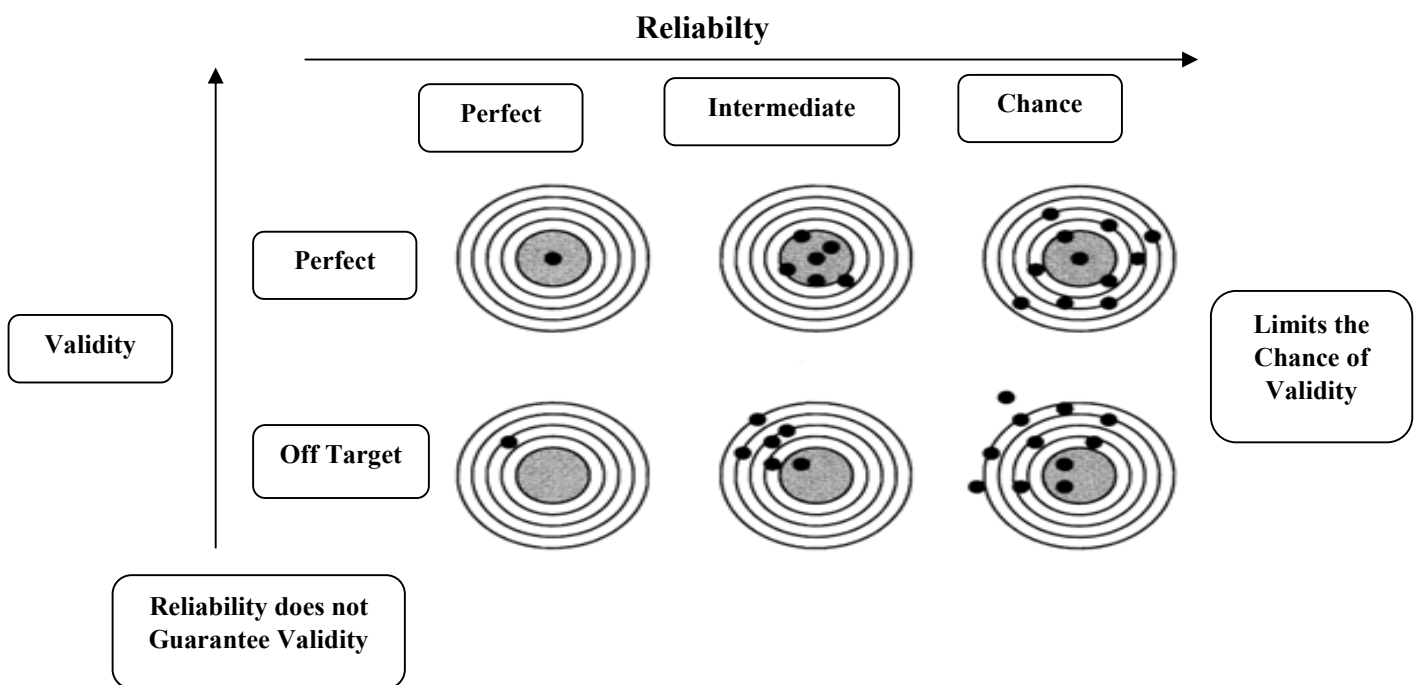 Reliabilty
Perfect
Intermediate
Chance
Perfect
Validity
Limits the
Chance of
Validity
Off Target
Reliability does not
Guarantee Validity